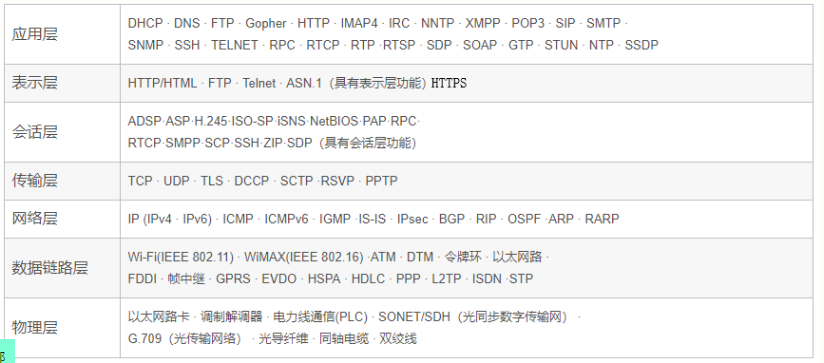 应用层
DHCP · DNS · FTP · Gopher · HTTP · IMAP4 · IRC · NNTP · XMPP · POP3 · SIP · SMTP ·
SNMP · SSH · TELNET · RPC · RTCP · RTP ·RTSP · SDP · SOAP · GTP · STUN · NTP · SSDP
表示层
HTTP/HTML · FTP · Telnet · ASN.1（具有表示层功能）HTTPS
会话层
ADSP·ASP·H.245·ISO-SP·iSNS·NetBIOS·PAP·RPC·
RTCP·SMPP·SCP·SSH·ZIP·SDP（具有会话层功能）
传输层
TCP · UDP · TLS · DCCP · SCTP ·RSVP · PPTP
网络层
IP (IPv4 · IPv6) · ICMP · ICMPv6 · IGMP ·IS-IS · IPsec · BGP · RIP · OSPF ·ARP · RARP
数据链路层
Wi-Fi(IEEE 802.11) · WiMAX(IEEE 802.16) ·ATM · DTM · 令牌环 · 以太网路 ·
FDDI · 帧中继 · GPRS · EVDO · HSPA · HDLC · PPP · L2TP · ISDN ·STP
物理层
以太网路卡 · 调制解调器 · 电力线通信(PLC) · SONET/SDH（光同步数字传输网） ·
G.709（光传输网络） · 光导纤维 · 同轴电缆 · 双绞线